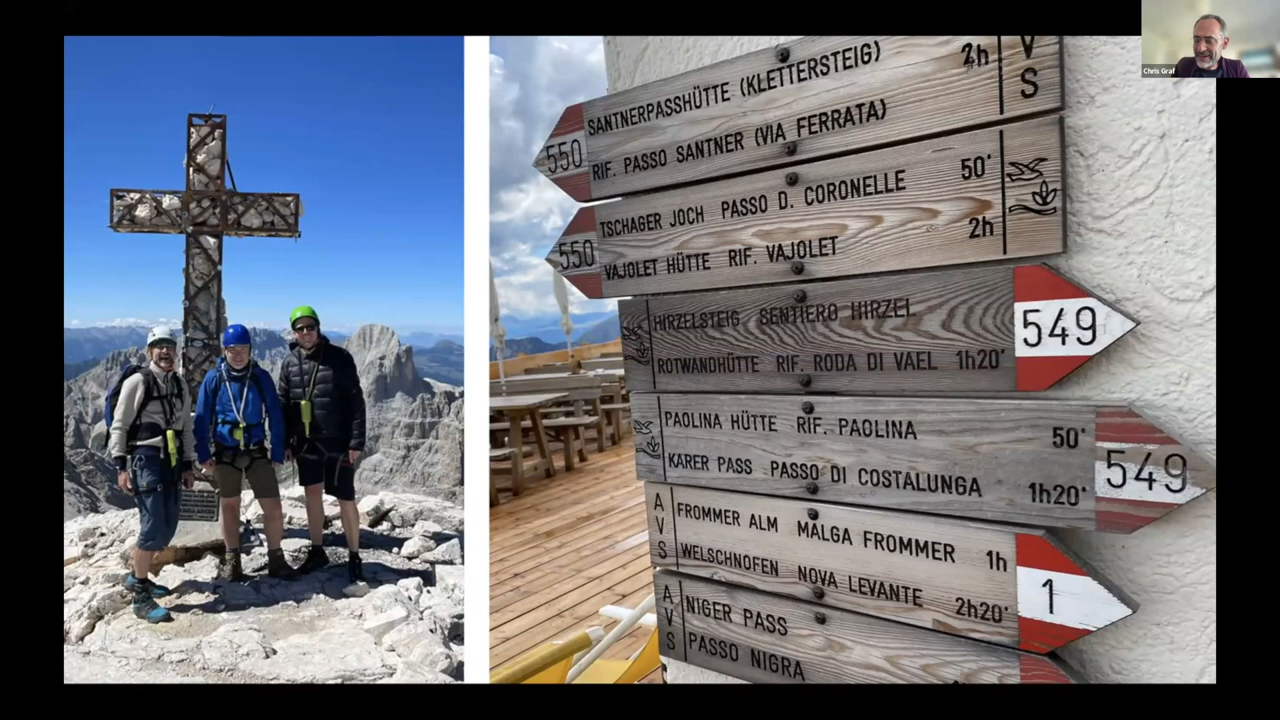 Chris Graf
SANTNERPASSHÜTTE (KLETTERSTEIG) 2h
550
RIF. PASSO SANTNER (VIA FERRATA)
V
S
TSCHAGER JOCH PASSO D. CORONELLE 50'
550
VAJOLET HÜTTE RIF. VAJOLET 2h
HIRZELSTEIG SENTIERO HIRZEL
549
ROTWANDHÜTTE RIF. RODA DI VAEL 1h20'
PAOLINA HÜTTE RIF. PAOLINA 50'
549
KARER PASS PASSO DI COSTALUNGA 1h20'
A
V
S
FROMMER ALM MALGA FROMMER 1h
1
WELSCHNOFEN NOVA LEVANTE 2h20'
A
V
S
NIGER PASS
PASSO NIGRA